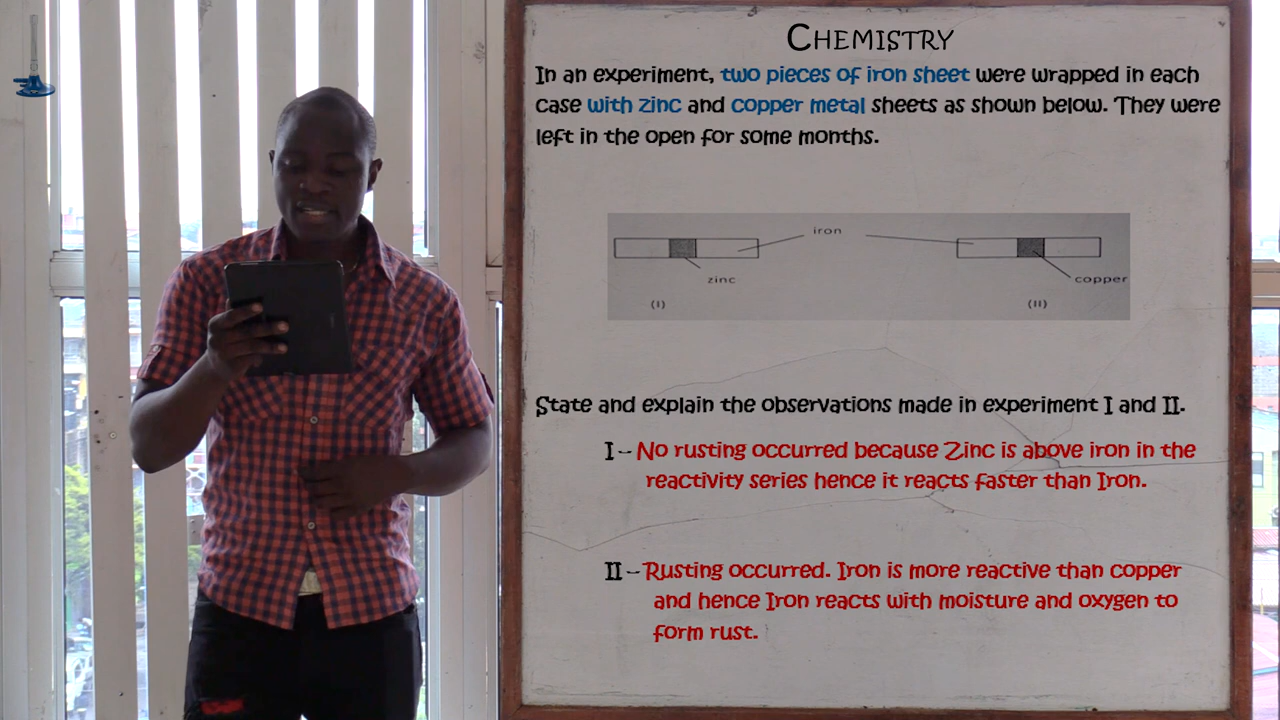 CHEMISTRY
In an experiment, two pieces of iron sheet were wrapped in each
case with zinc and copper metal sheets as shown below. They were
left in the open for some months.
iron
zinc
copper
(I)
(II)
State and explain the observations made in experiment I and II.
I - No rusting occurred because Zinc is above iron in the
reactivity series hence it reacts faster than Iron.
II - Rusting occurred. Iron is more reactive than copper
and hence Iron reacts with moisture and oxygen to
form rust.